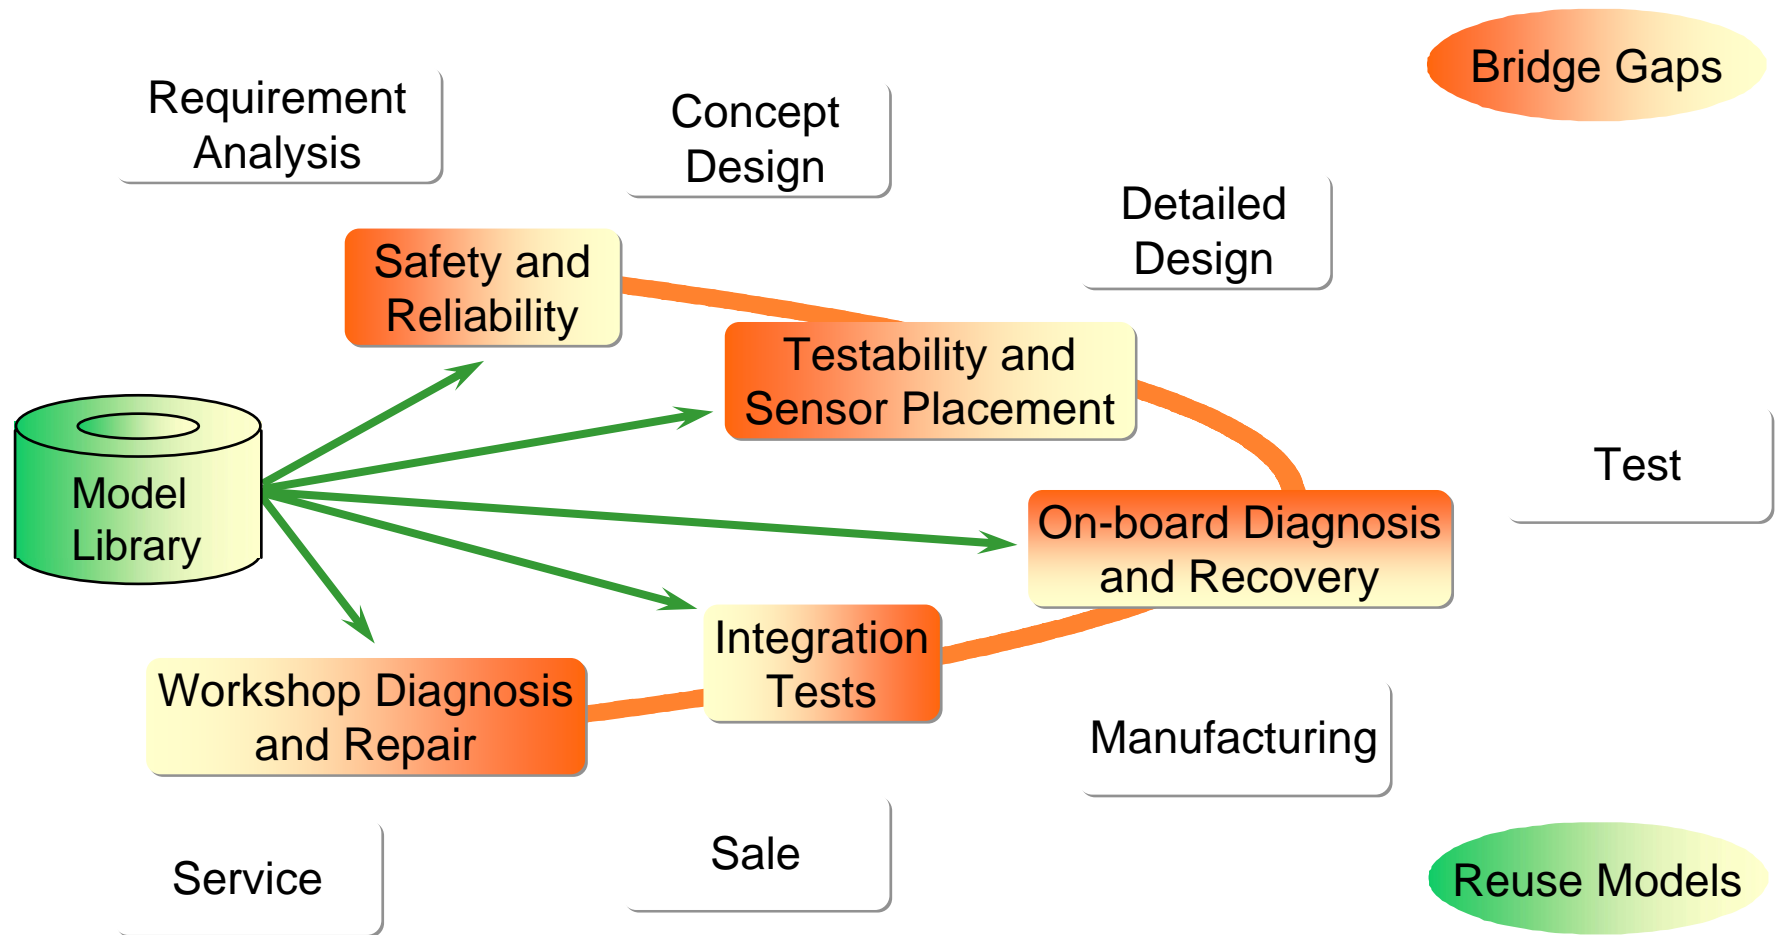 Bridge Gaps
Requirement
Analysis
Concept
Design
Detailed
Design
Safety and
Reliability
Testability and
Sensor Placement
Test
Model
Library
On-board Diagnosis
and Recovery
Integration
Tests
Workshop Diagnosis
and Repair
Manufacturing
Sale
Service
Reuse Models